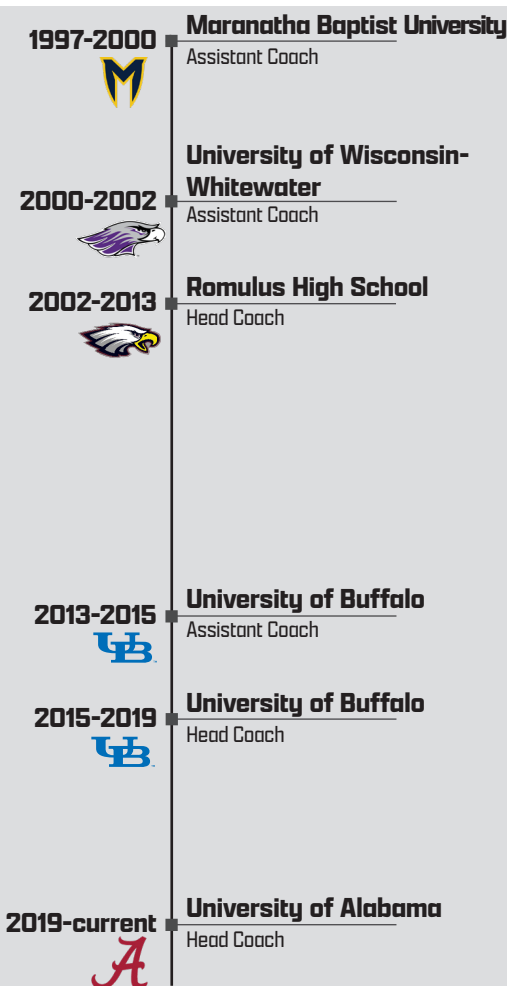 1997-2000
Maranatha Baptist University
Assistant Coach
M
2000-2002
University of Wisconsin-
Whitewater
Assistant Coach
2002-2013
Romulus High School
Head Coach
2013-2015
University of Buffalo
Assistant Coach
UB
2015-2019
University of Buffalo
Head Coach
UB
2019-current
University of Alabama
Head Coach
A